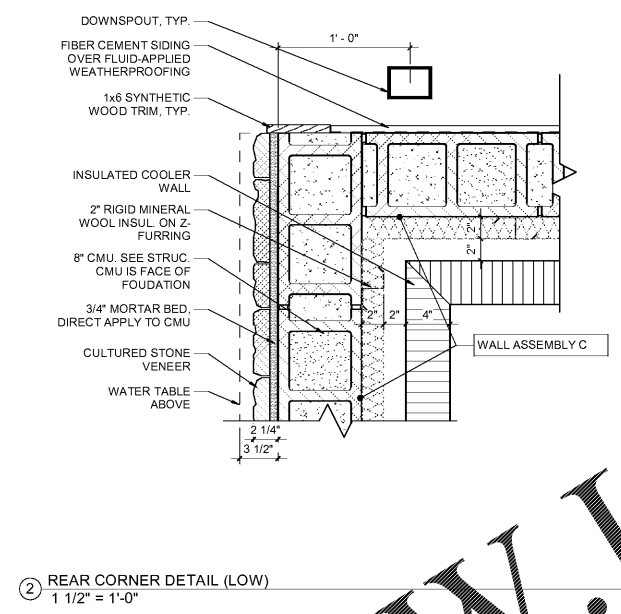 DOWNSPOUT, TYP.
FIBER CEMENT SIDING
OVER FLUID-APPLIED
WEATHERPROOFING
1x6 SYNTHETIC
WOOD TRIM, TYP.
INSULATED COOLER
WALL
2" RIGID MINERAL
WOOL INSUL. ON Z-
FURRING
8" CMU. SEE STRUC.
CMU IS FACE OF
FOUDATION
3/4" MORTAR BED,
DIRECT APPLY TO CMU
CULTURED STONE
VENEER
WATER TABLE
ABOVE
1' - 0"
2"
2"
2"
2"
4"
WALL ASSEMBLY C
2 1/4"
3 1/2"
2
REAR CORNER DETAIL (LOW)
1 1/2" = 1'-0"